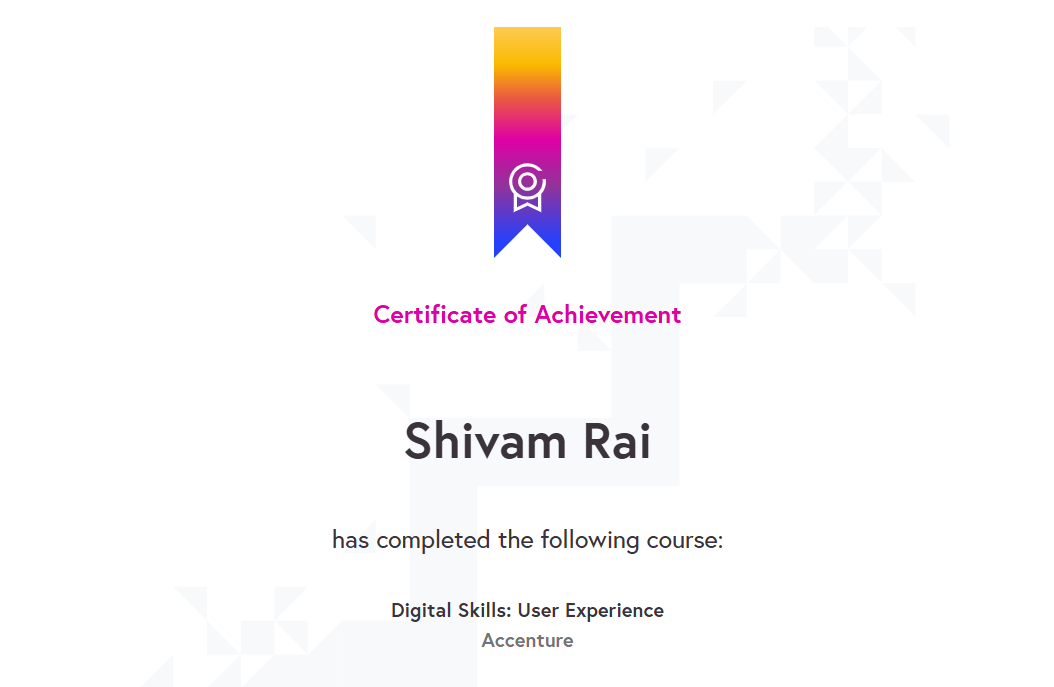 Certificate of Achievement
Shivam Rai
has completed the following course:
Digital Skills: User Experience
Accenture